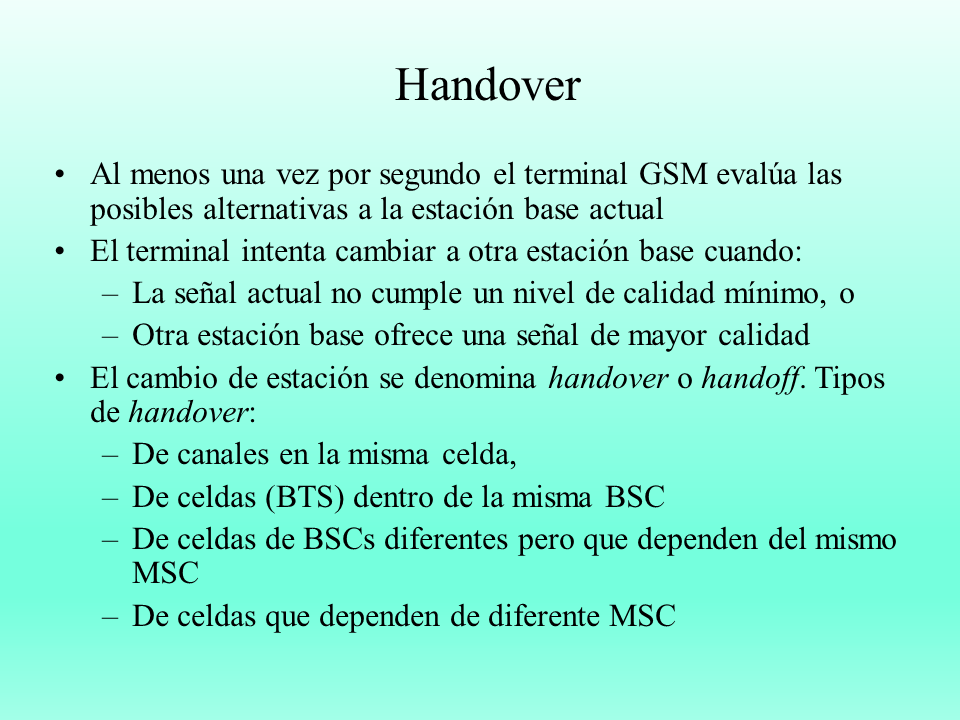 Handover
• Al menos una vez por segundo el terminal GSM evalúa las
posibles alternativas a la estación base actual
• El terminal intenta cambiar a otra estación base cuando:
– La señal actual no cumple un nivel de calidad mínimo, o
– Otra estación base ofrece una señal de mayor calidad
• El cambio de estación se denomina handover o handoff. Tipos
de handover:
– De canales en la misma celda,
– De celdas (BTS) dentro de la misma BSC
– De celdas de BSCs diferentes pero que dependen del mismo
MSC
– De celdas que dependen de diferente MSC